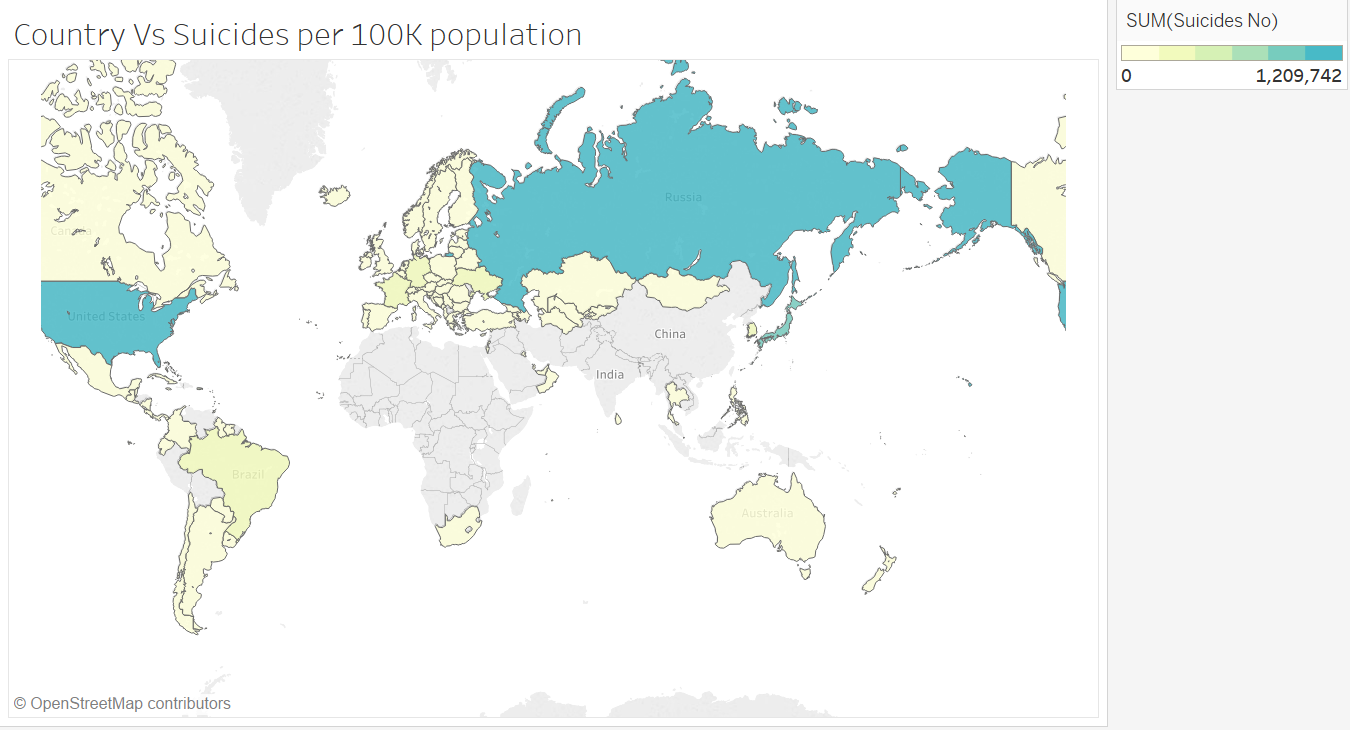 Country Vs Suicides per 100K population
SUM(Suicides No)
0 1,209,742
Russia
Canada
United States
China
India
Brazil
Australia
© OpenStreetMap contributors